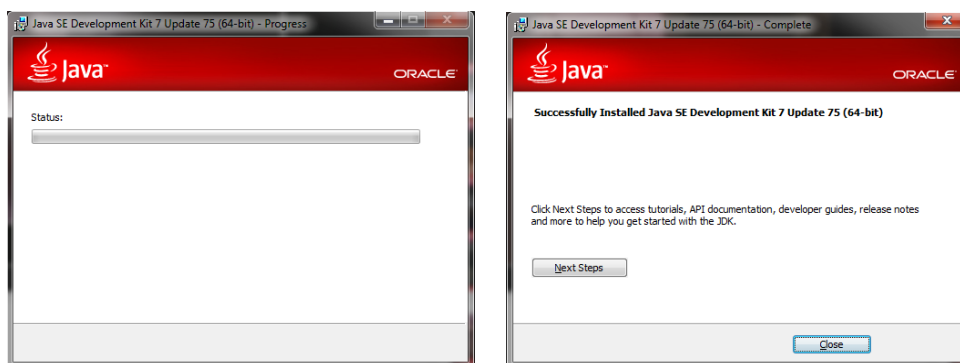 Java SE Development Kit 7 Update 75 (64-bit) - Progress
Java™
ORACLE®
Status:
Java SE Development Kit 7 Update 75 (64-bit) - Complete
Java™
ORACLE®
Successfully Installed Java SE Development Kit 7 Update 75 (64-bit)
Click Next Steps to access tutorials, API documentation, developer guides, release notes
and more to help you get started with the JDK.
Next Steps
Close